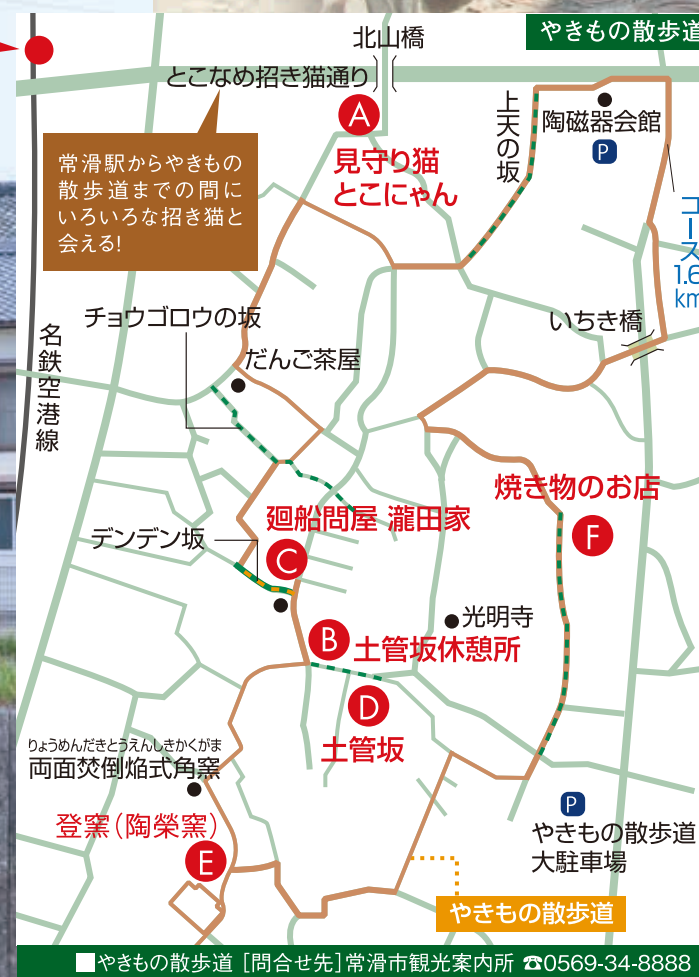 やきもの散歩道
北山橋
とこなめ招き猫通り
A
見守り猫
とこにゃん
上天の坂
陶磁器会館
P
常滑駅からやきもの
散歩道までの間に
いろいろな招き猫と
会える!
コース
1.6
km
名鉄空港線
チョウゴロウの坂
だんご茶屋
いちき橋
焼き物のお店
F
廻船問屋 瀧田家
C
デンデン坂
光明寺
B
土管坂休憩所
D
土管坂
りょうめんだきとうえんしきかくがま
両面焚倒焔式角窯
登窯(陶榮窯)
E
P
やきもの散歩道
大駐車場
やきもの散歩道
■やきもの散歩道 [問合せ先]常滑市観光案内所 ☎0569-34-8888